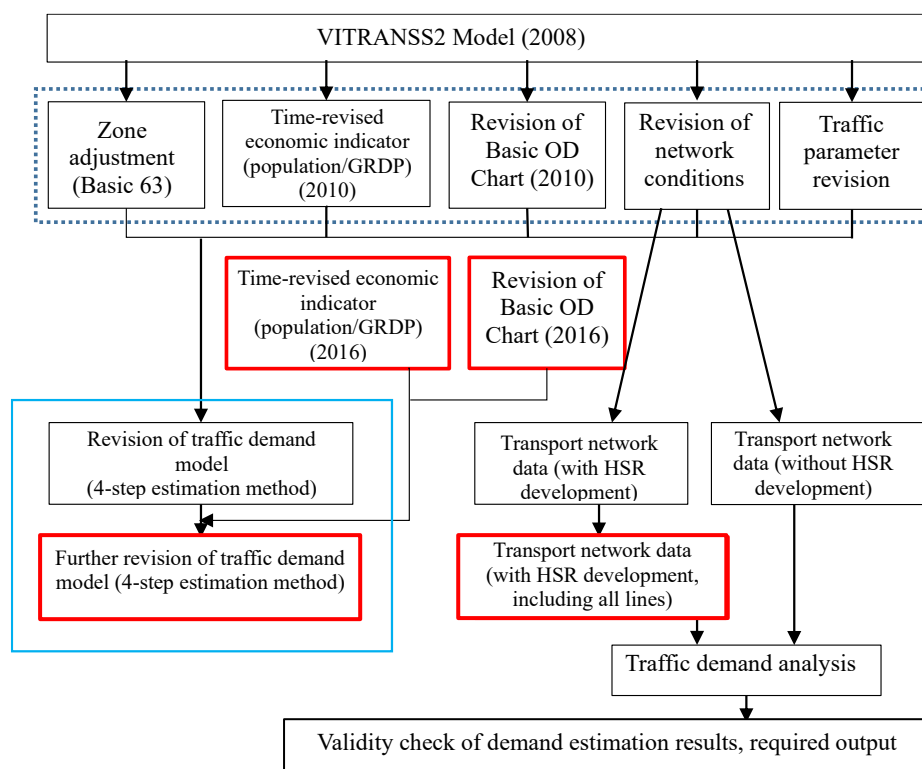 VITRANSS2 Model (2008)
Zone
adjustment
(Basic 63)
Time-revised
economic indicator
(population/GRDP)
(2010)
Revision of
Basic OD
Chart (2010)
Revision of
network
conditions
Traffic
parameter
revision
Time-revised economic
indicator
(population/GRDP)
(2016)
Revision of
Basic OD
Chart (2016)
Revision of traffic demand
model
(4-step estimation method)
Transport network
data (with HSR
development)
Transport network
data (without HSR
development)
Further revision of traffic demand
model (4-step estimation method)
Transport network data
(with HSR development,
including all lines)
Traffic demand analysis
Validity check of demand estimation results, required output